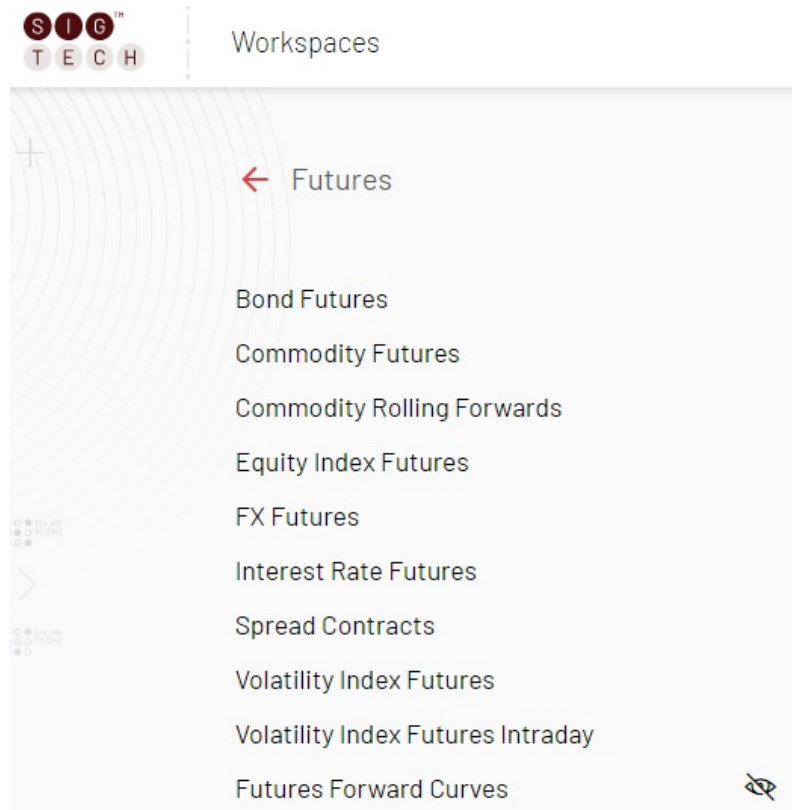 SIG™
TECH
Workspaces
Futures
Bond Futures
Commodity Futures
Commodity Rolling Forwards
Equity Index Futures
FX Futures
Interest Rate Futures
Spread Contracts
Volatility Index Futures
Volatility Index Futures Intraday
Futures Forward Curves